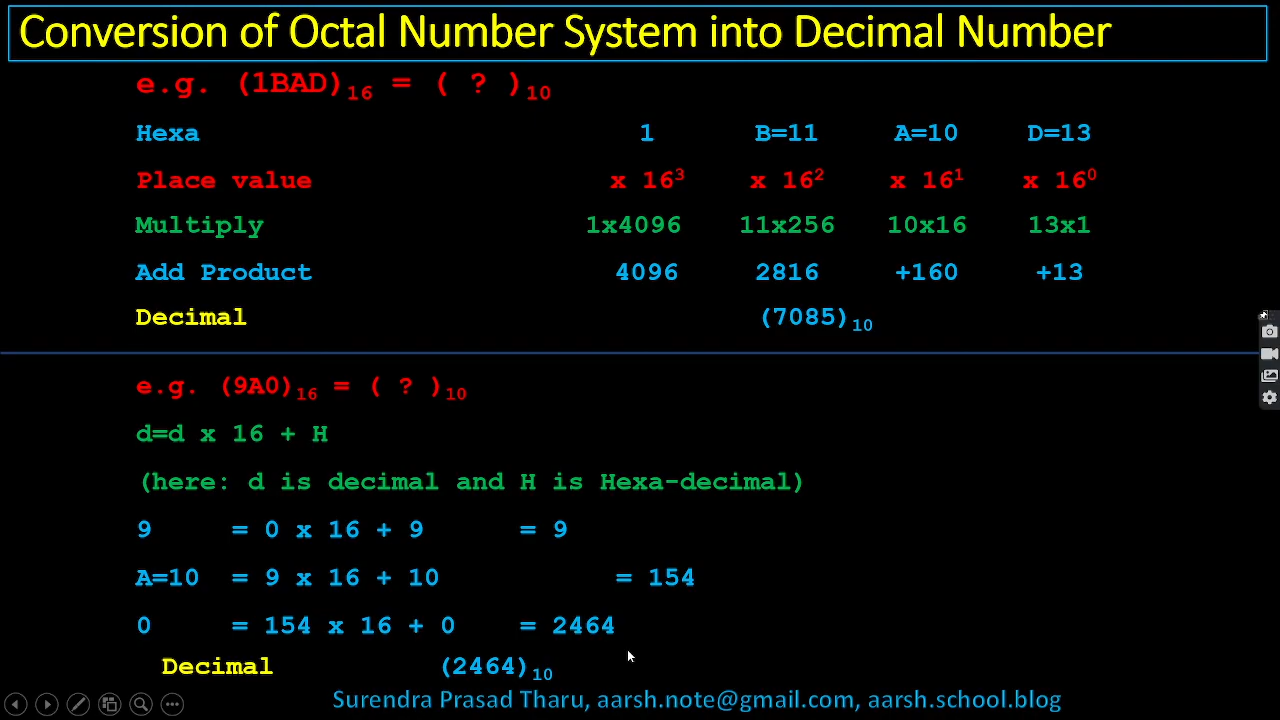 Conversion of Octal Number System into Decimal Number
e.g. (1BAD)₁₆ = ( ? )₁₀
Hexa 1 B=11 A=10 D=13
Place value x 16³ x 16² x 16¹ x 16⁰
Multiply 1x4096 11x256 10x16 13x1
Add Product 4096 2816 +160 +13
Decimal (7085)₁₀
e.g. (9A0)₁₆ = ( ? )₁₀
d=d x 16 + H
(here: d is decimal and H is Hexa-decimal)
9 = 0 x 16 + 9 = 9
A=10 = 9 x 16 + 10 = 154
0 = 154 x 16 + 0 = 2464
Decimal (2464)₁₀
Surendra Prasad Tharu, aarsh.note@gmail.com, aarsh.school.blog